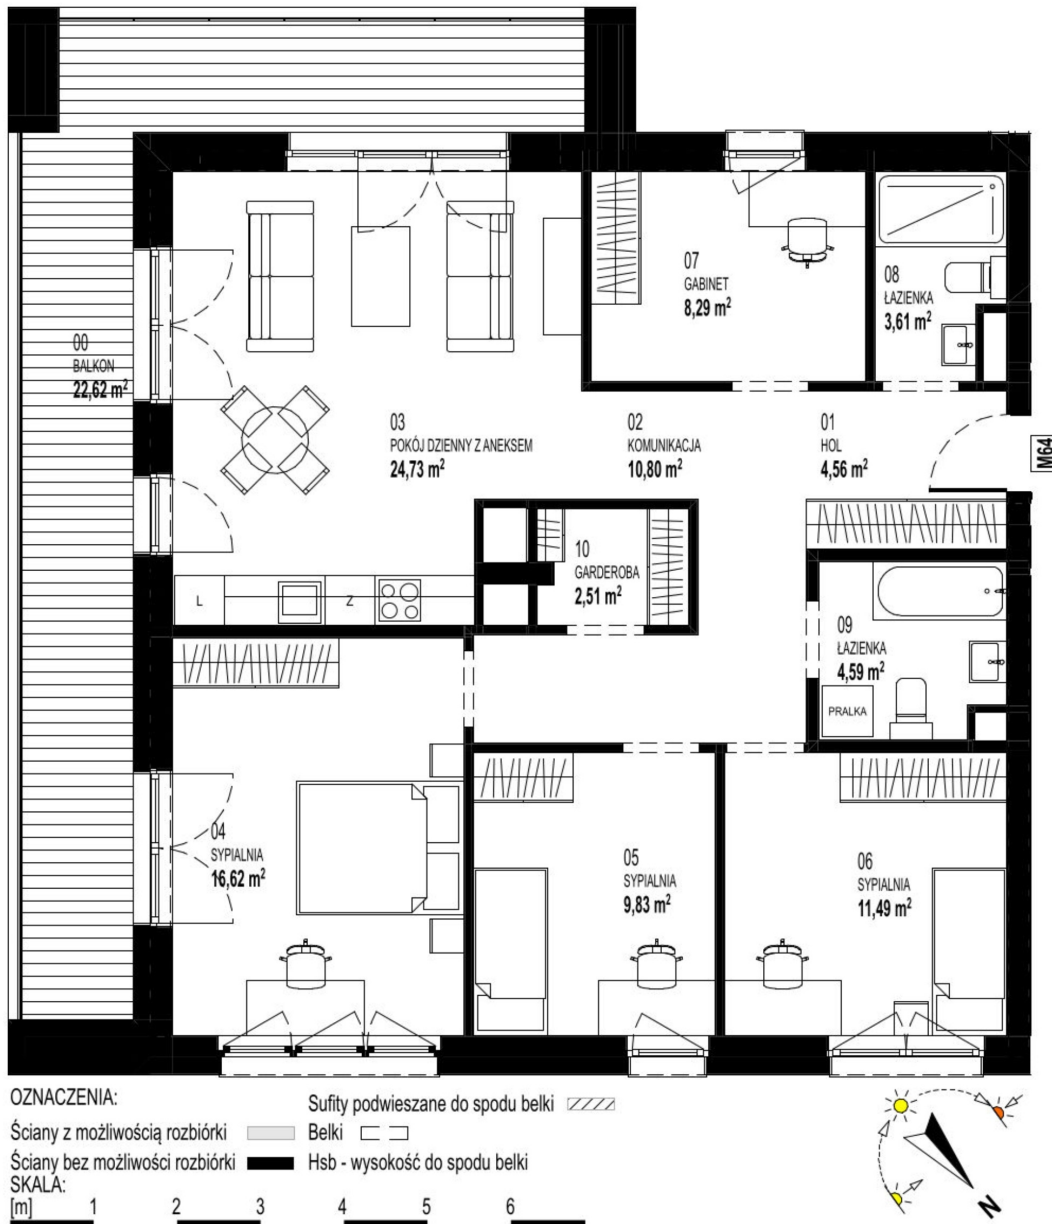 07
GABINET
8,29 m²
08
ŁAZIENKA
3,61 m²
00
BALKON
22,62 m²
03
POKÓJ DZIENNY Z ANEKSEM
24,73 m²
02
KOMUNIKACJA
10,80 m²
01
HOL
4,56 m²
M64
10
GARDEROBA
2,51 m²
L
Z
09
ŁAZIENKA
4,59 m²
PRALKA
04
SYPIALNIA
16,62 m²
05
SYPIALNIA
9,83 m²
06
SYPIALNIA
11,49 m²
OZNACZENIA:
Sufity podwieszane do spodu belki
Ściany z możliwością rozbiórki
Belki
Ściany bez możliwości rozbiórki
Hsb - wysokość do spodu belki
SKALA:
[m] 1 2 3 4 5 6
N